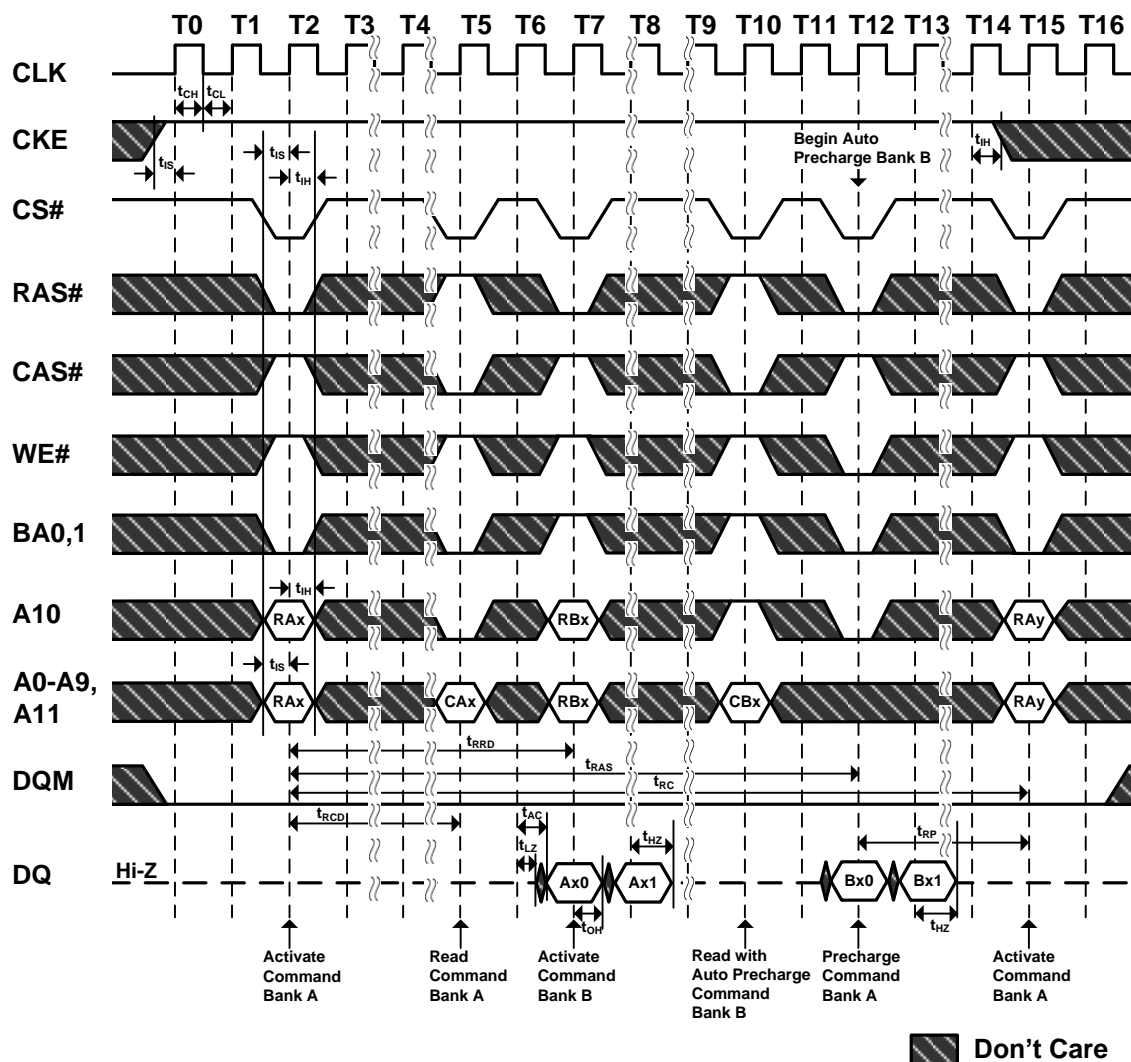 T0 T1 T2 T3 T4 T5 T6 T7 T8 T9 T10 T11 T12 T13 T14 T15 T16
CLK
tCH tCL
CKE
tIS
tIS
tIH
Begin Auto
Precharge Bank B
tIH
CS#
RAS#
CAS#
WE#
BA0,1
tIH
A10
RAx RBx RAy
tIS
A0-A9,
A11
RAx CAx RBx CBx RAy
tRRD
tRAS
DQM
tRC
tRCD
tAC
tHZ
tRP
tLZ
DQ
Hi-Z
Ax0 Ax1 Bx0 Bx1
tOH
tHZ
Activate
Command
Bank A
Read
Command
Bank A
Activate
Command
Bank B
Read with
Auto Precharge
Command
Bank B
Precharge
Command
Bank A
Activate
Command
Bank A
Don't Care